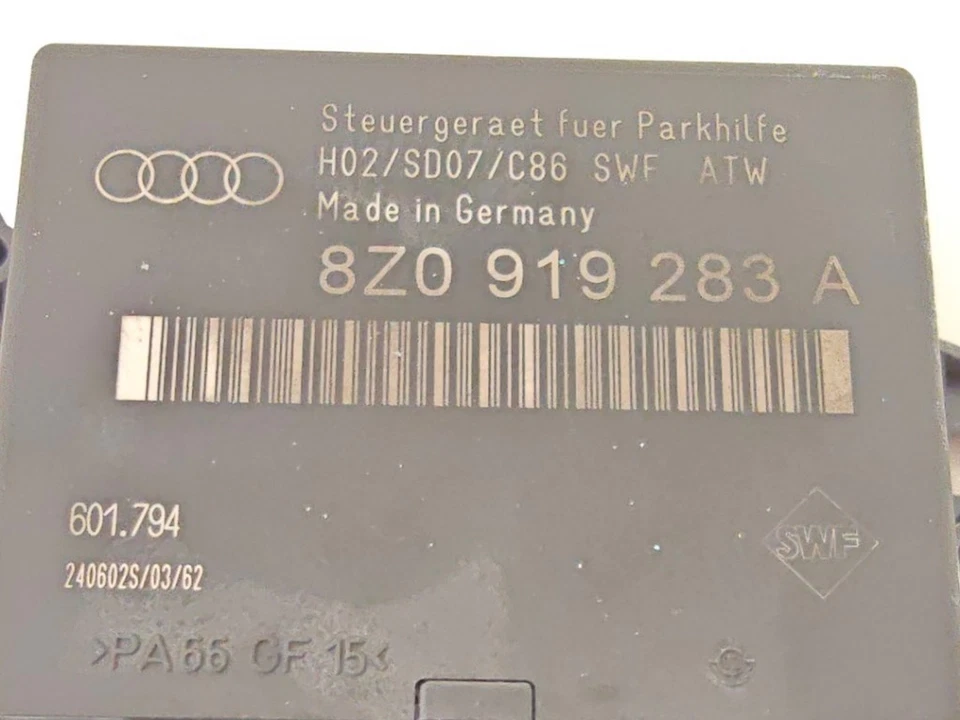 Steuergeraet fuer Parkhilfe
H02/SD07/C86 SWF ATW
Made in Germany
8Z0 919 283 A
601.794
240602S/03/62
SWF
>PA66 GF 15<